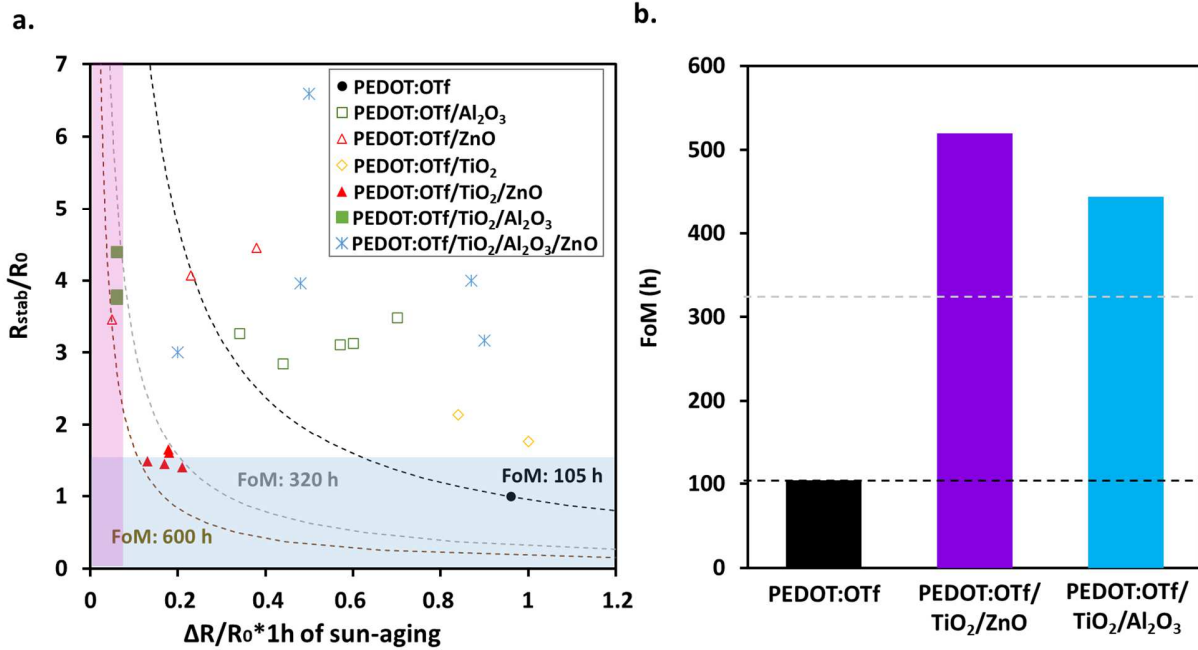 a.
7
6
5
4
3
2
1
0
Rstab/R0
PEDOT:OTf
PEDOT:OTf/Al₂O₃
PEDOT:OTf/ZnO
PEDOT:OTf/TiO₂
PEDOT:OTf/TiO₂/ZnO
PEDOT:OTf/TiO₂/Al₂O₃
PEDOT:OTf/TiO₂/Al₂O₃/ZnO
FoM: 320 h
FoM: 105 h
FoM: 600 h
0 0.2 0.4 0.6 0.8 1 1.2
ΔR/R0*1h of sun-aging
b.
600
500
400
300
200
100
0
FoM (h)
PEDOT:OTf
PEDOT:OTf/
TiO₂/ZnO
PEDOT:OTf/
TiO₂/Al₂O₃